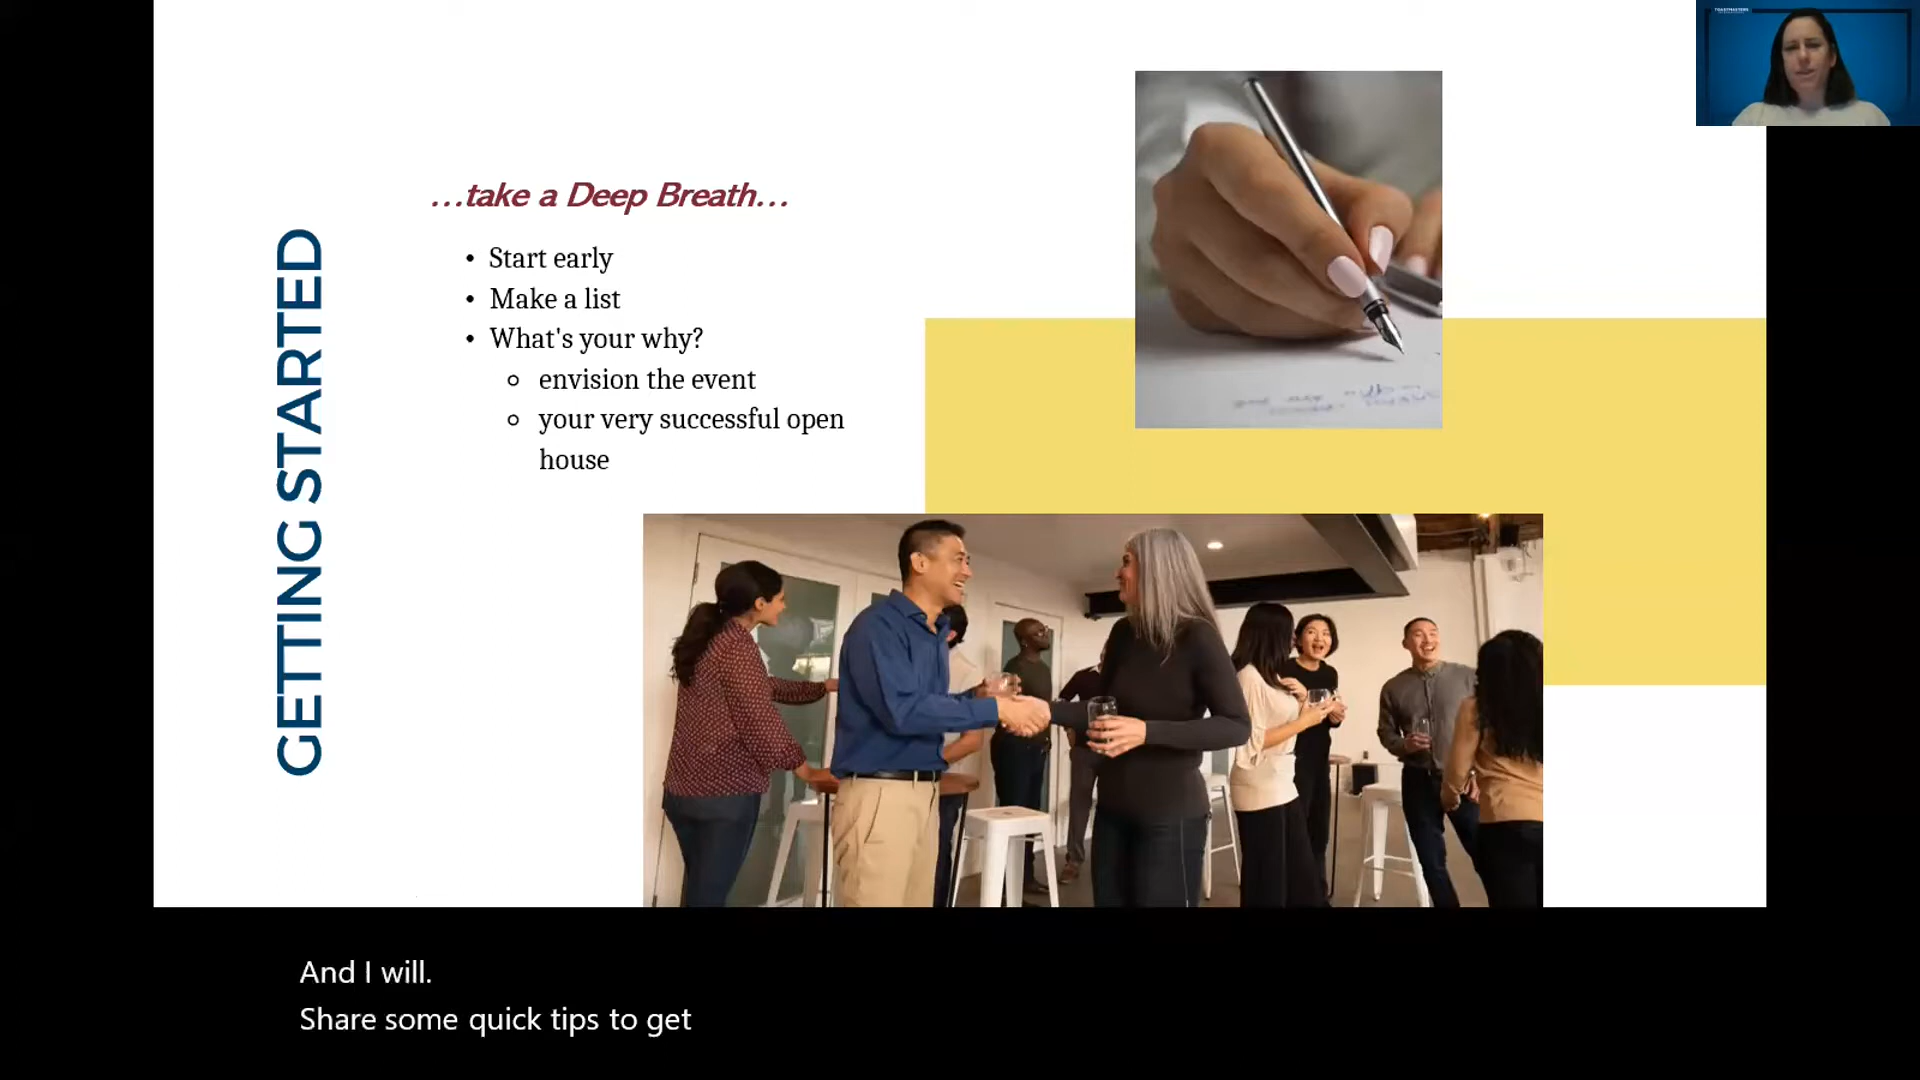 TOASTMASTERS
GETTING STARTED
...take a Deep Breath...
• Start early
• Make a list
• What's your why?
○ envision the event
○ your very successful open
house
And I will.
Share some quick tips to get